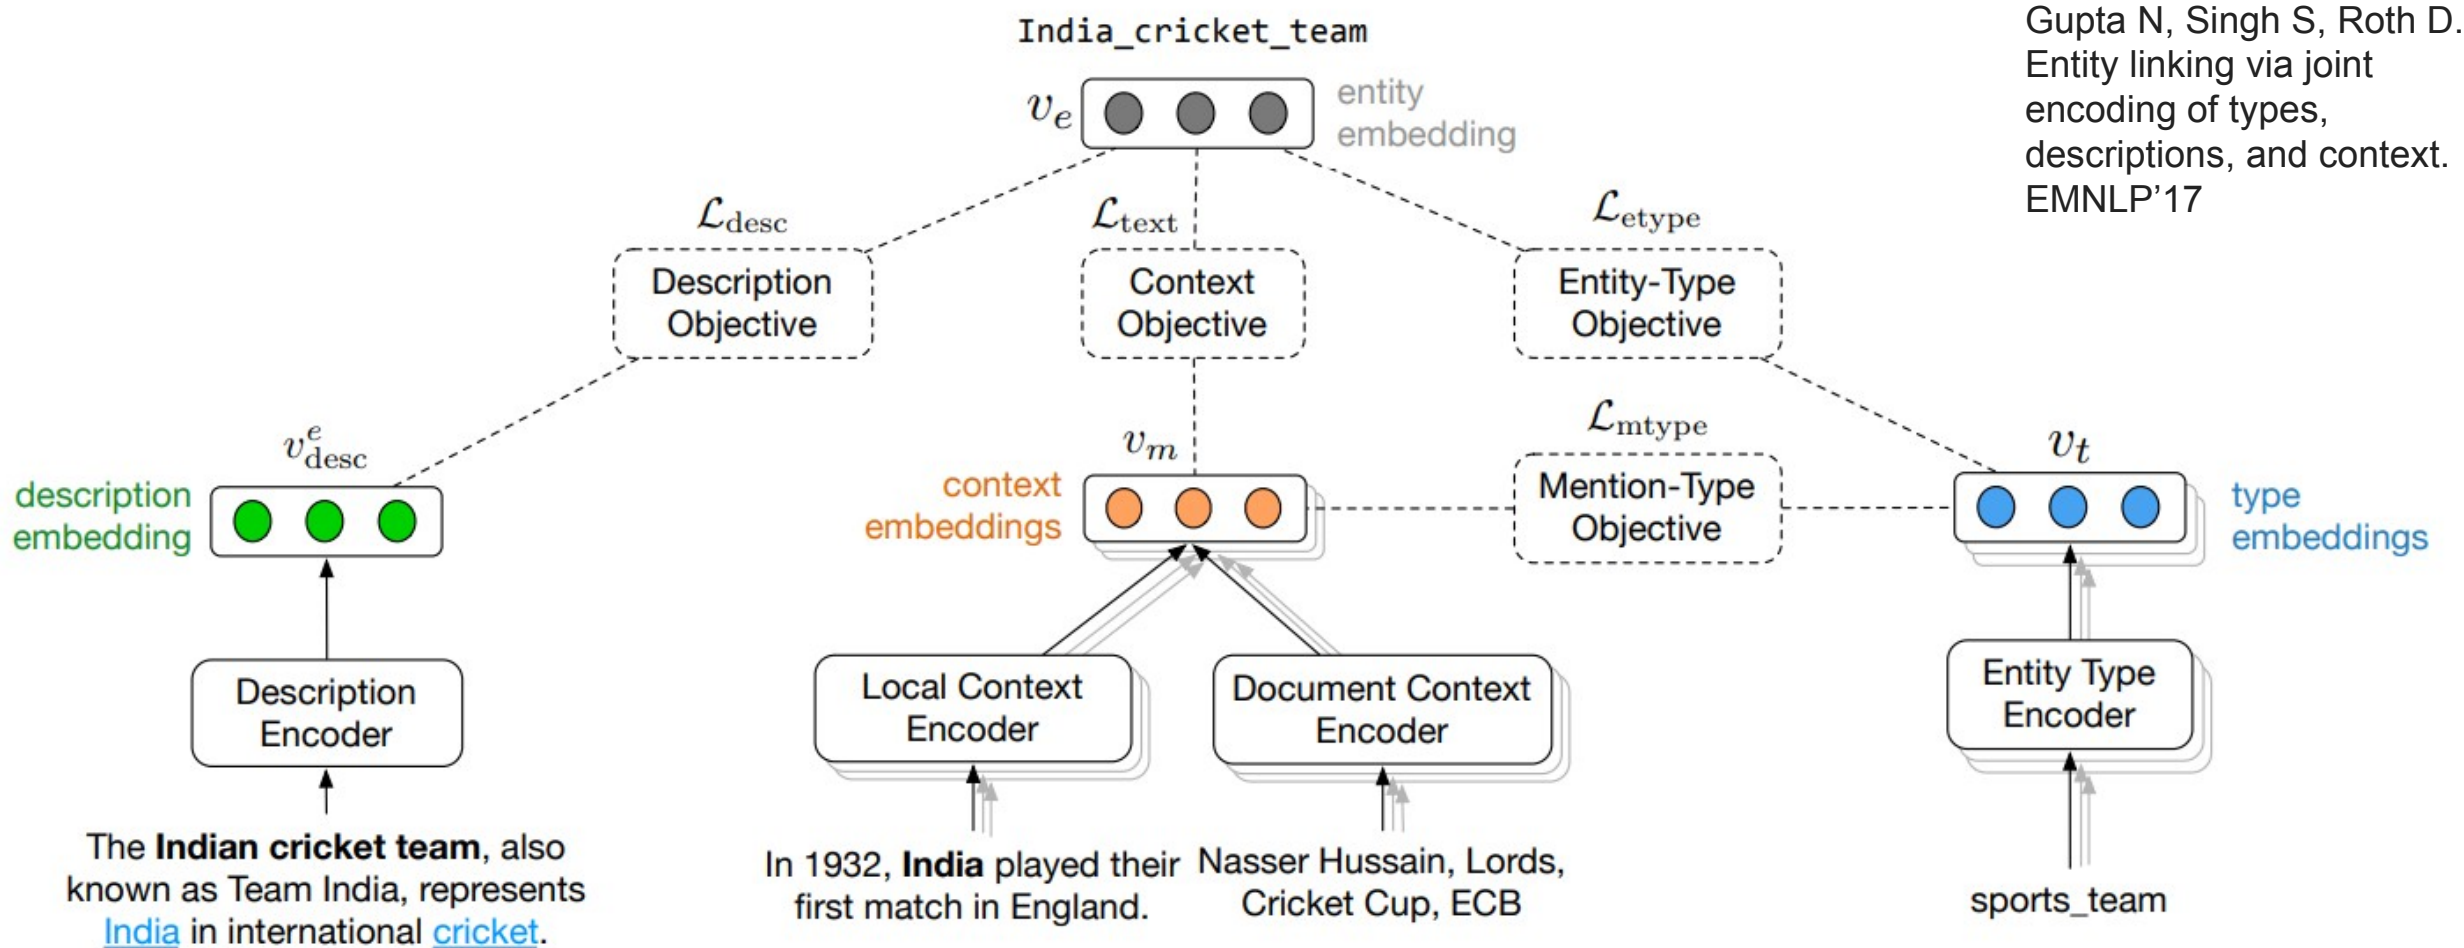 India_cricket_team
v_e
entity
embedding
Gupta N, Singh S, Roth D.
Entity linking via joint
encoding of types,
descriptions, and context.
EMNLP’17
L_desc
Description
Objective
L_text
Context
Objective
L_etype
Entity-Type
Objective
v^e_desc
description
embedding
v_m
context
embeddings
L_mtype
Mention-Type
Objective
v_t
type
embeddings
Description
Encoder
Local Context
Encoder
Document Context
Encoder
Entity Type
Encoder
The Indian cricket team, also
known as Team India, represents
India in international cricket.
In 1932, India played their
first match in England.
Nasser Hussain, Lords,
Cricket Cup, ECB
sports_team